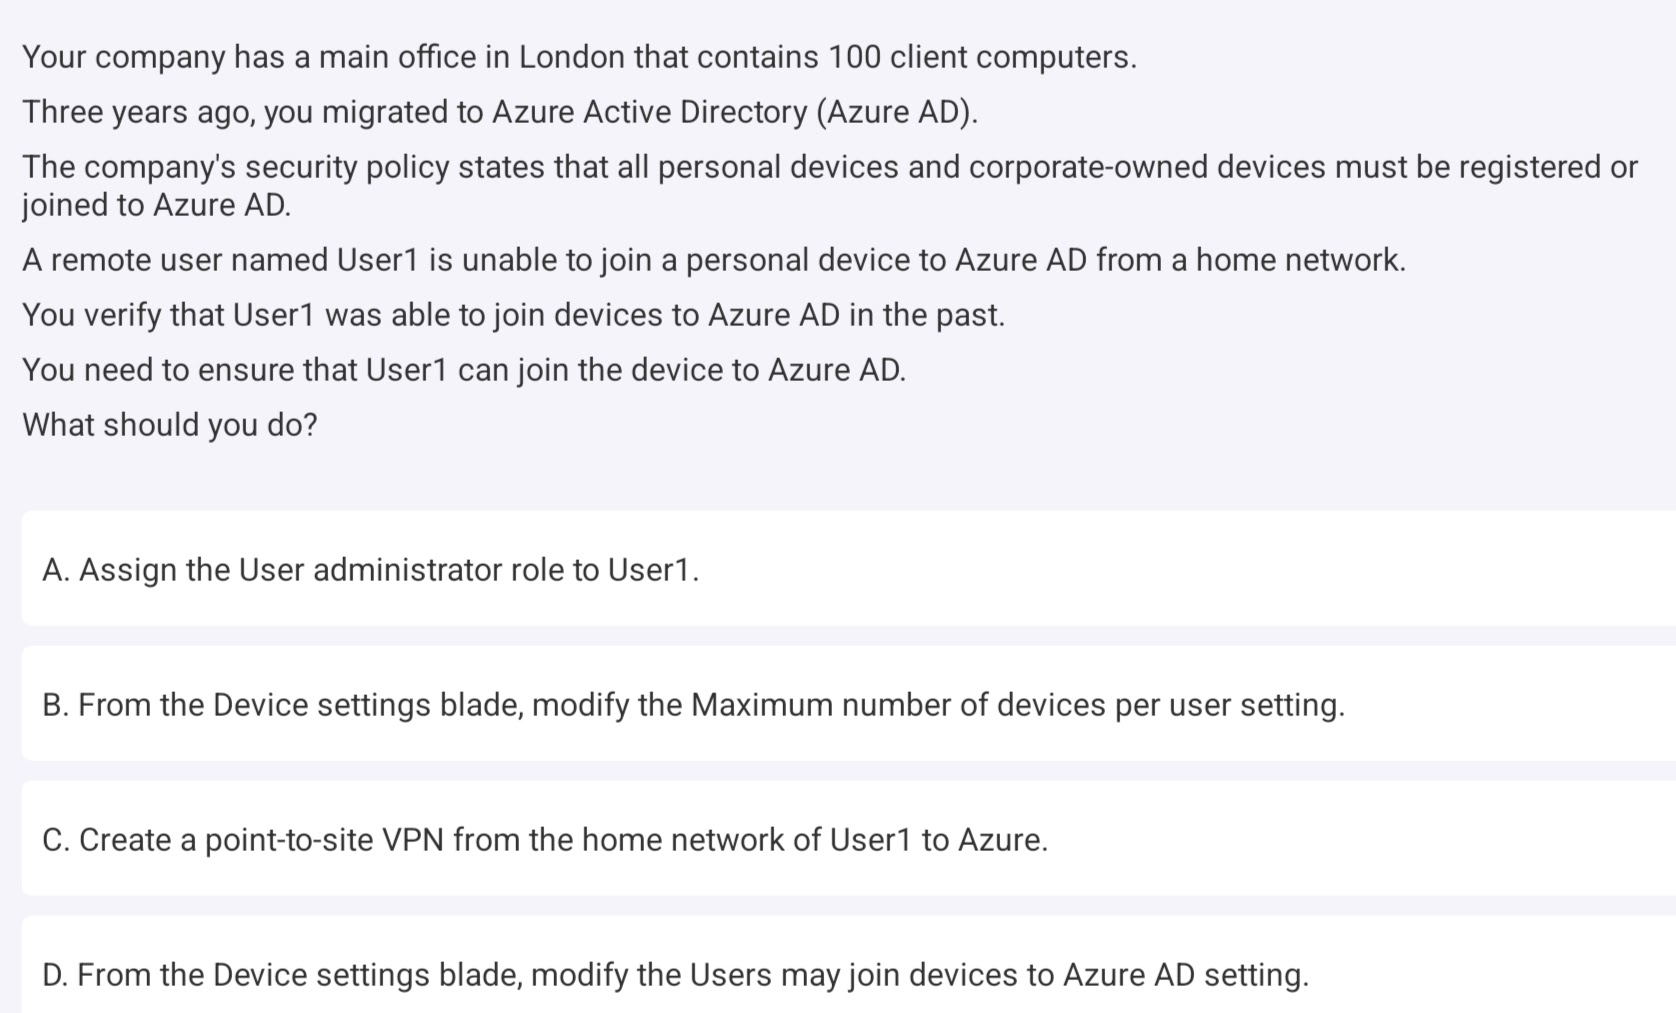 Your company has a main office in London that contains 100 client computers.
Three years ago, you migrated to Azure Active Directory (Azure AD).
The company's security policy states that all personal devices and corporate-owned devices must be registered or
joined to Azure AD.
A remote user named User1 is unable to join a personal device to Azure AD from a home network.
You verify that User1 was able to join devices to Azure AD in the past.
You need to ensure that User1 can join the device to Azure AD.
What should you do?
A. Assign the User administrator role to User1.
B. From the Device settings blade, modify the Maximum number of devices per user setting.
C. Create a point-to-site VPN from the home network of User1 to Azure.
D. From the Device settings blade, modify the Users may join devices to Azure AD setting.